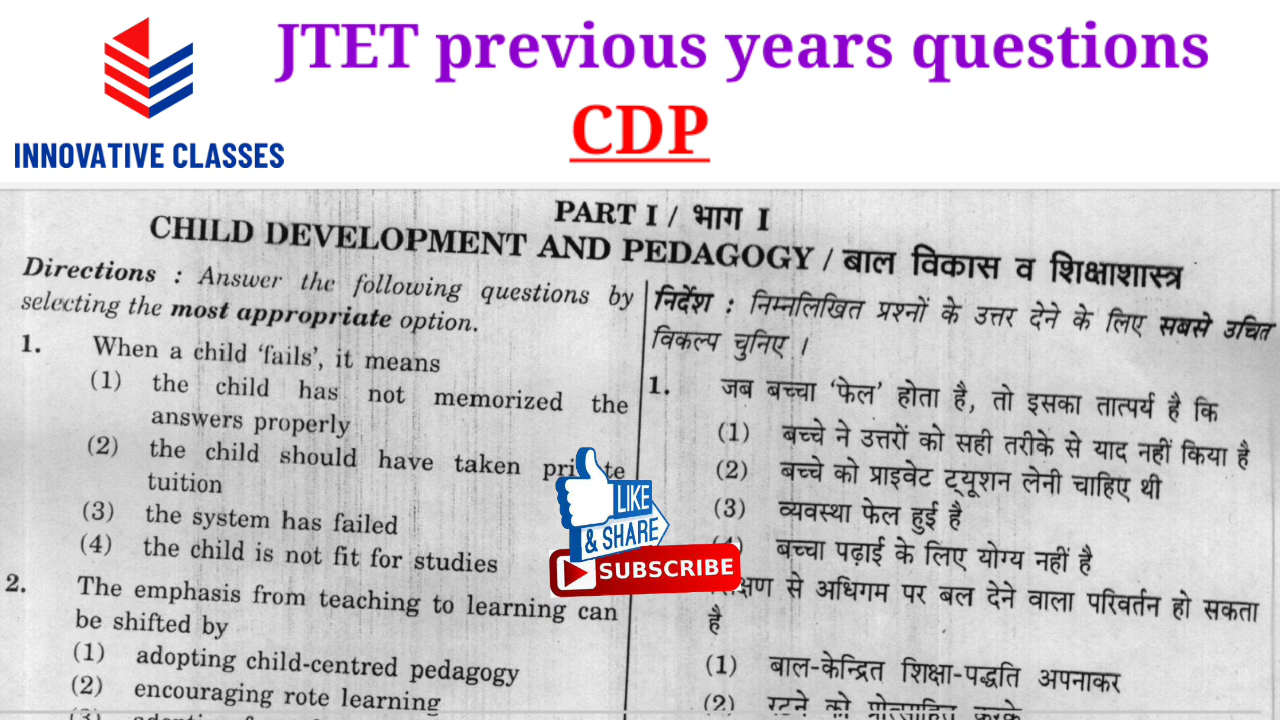 JTET previous years questions
CDP
INNOVATIVE CLASSES
PART I / भाग I
CHILD DEVELOPMENT AND PEDAGOGY / बाल विकास व शिक्षाशास्त्र
Directions : Answer the following questions by
selecting the most appropriate option.
1. When a child ‘fails’, it means
(1) the child has not memorized the
answers properly
(2) the child should have taken
tuition
(3) the system has failed
(4) the child is not fit for studies
2. The emphasis from teaching to learning can
be shifted by
(1) adopting child-centred pedagogy
(2) encouraging rote learning
निर्देश : निम्नलिखित प्रश्नों के उत्तर देने के लिए सबसे उचित
विकल्प चुनिए ।
1. जब बच्चा ‘फेल’ होता है, तो इसका तात्पर्य है कि
(1) बच्चे ने उत्तरों को सही तरीके से याद नहीं किया है
(2) बच्चे को प्राइवेट ट्यूशन लेनी चाहिए थी
(3) व्यवस्था फेल हुई है
बच्चा पढ़ाई के लिए योग्य नहीं है
से अधिगम पर बल देने वाला परिवर्तन हो सकता
है
(1) बाल-केन्द्रित शिक्षा-पद्धति अपनाकर
(2) रटने को प्रोत्साहित करके
LIKE
& SHARE
SUBSCRIBE